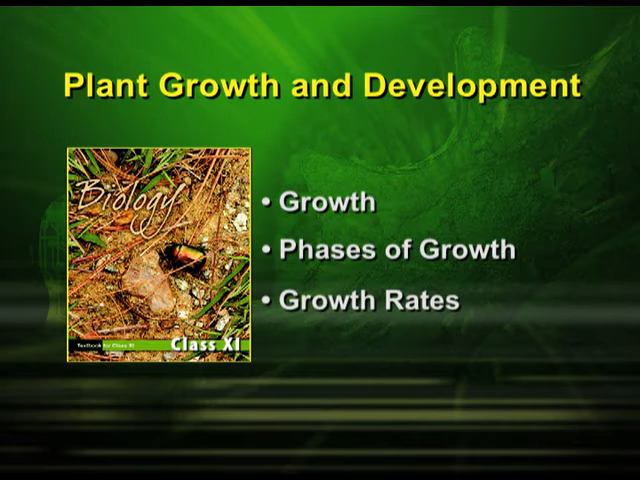 Plant Growth and Development
Biology
• Growth
• Phases of Growth
• Growth Rates
Textbook for Class XI
Class XI